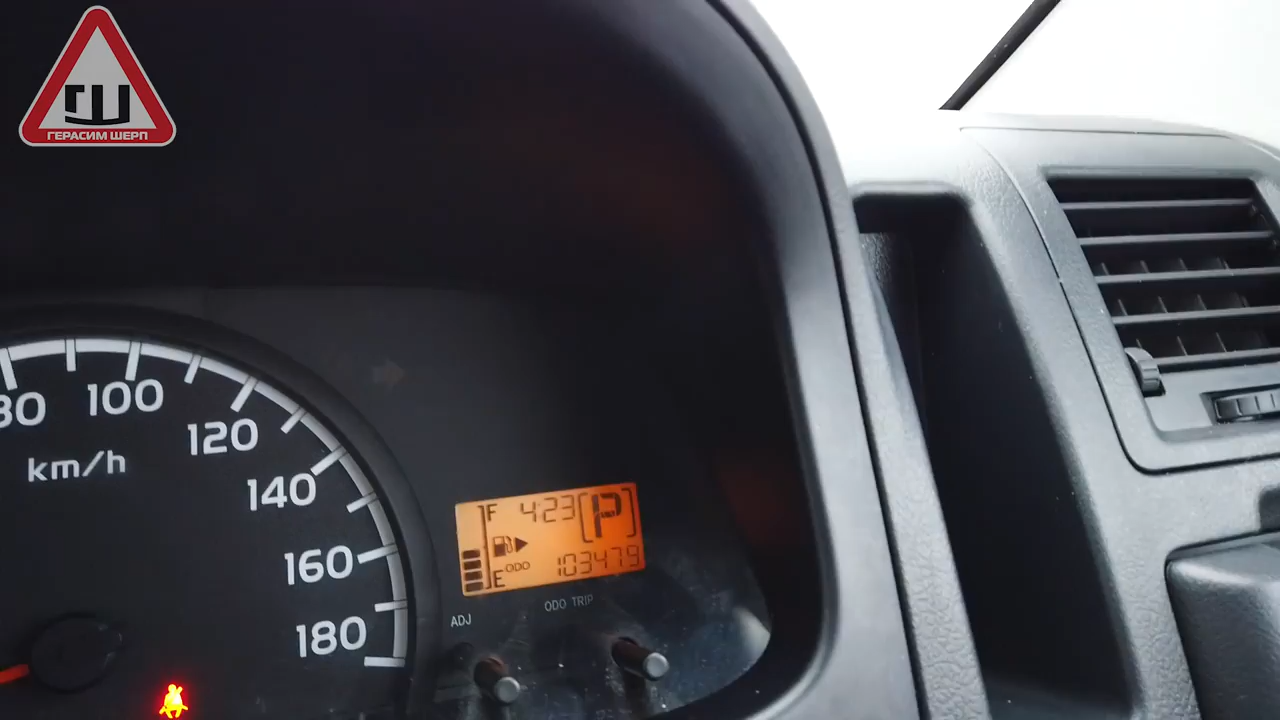 ГШ
ГЕРАСИМ ШЕРП
80 100 120 140 160 180
km/h
F 4:23 [P]
ODO 103479
E
ADJ
ODO TRIP